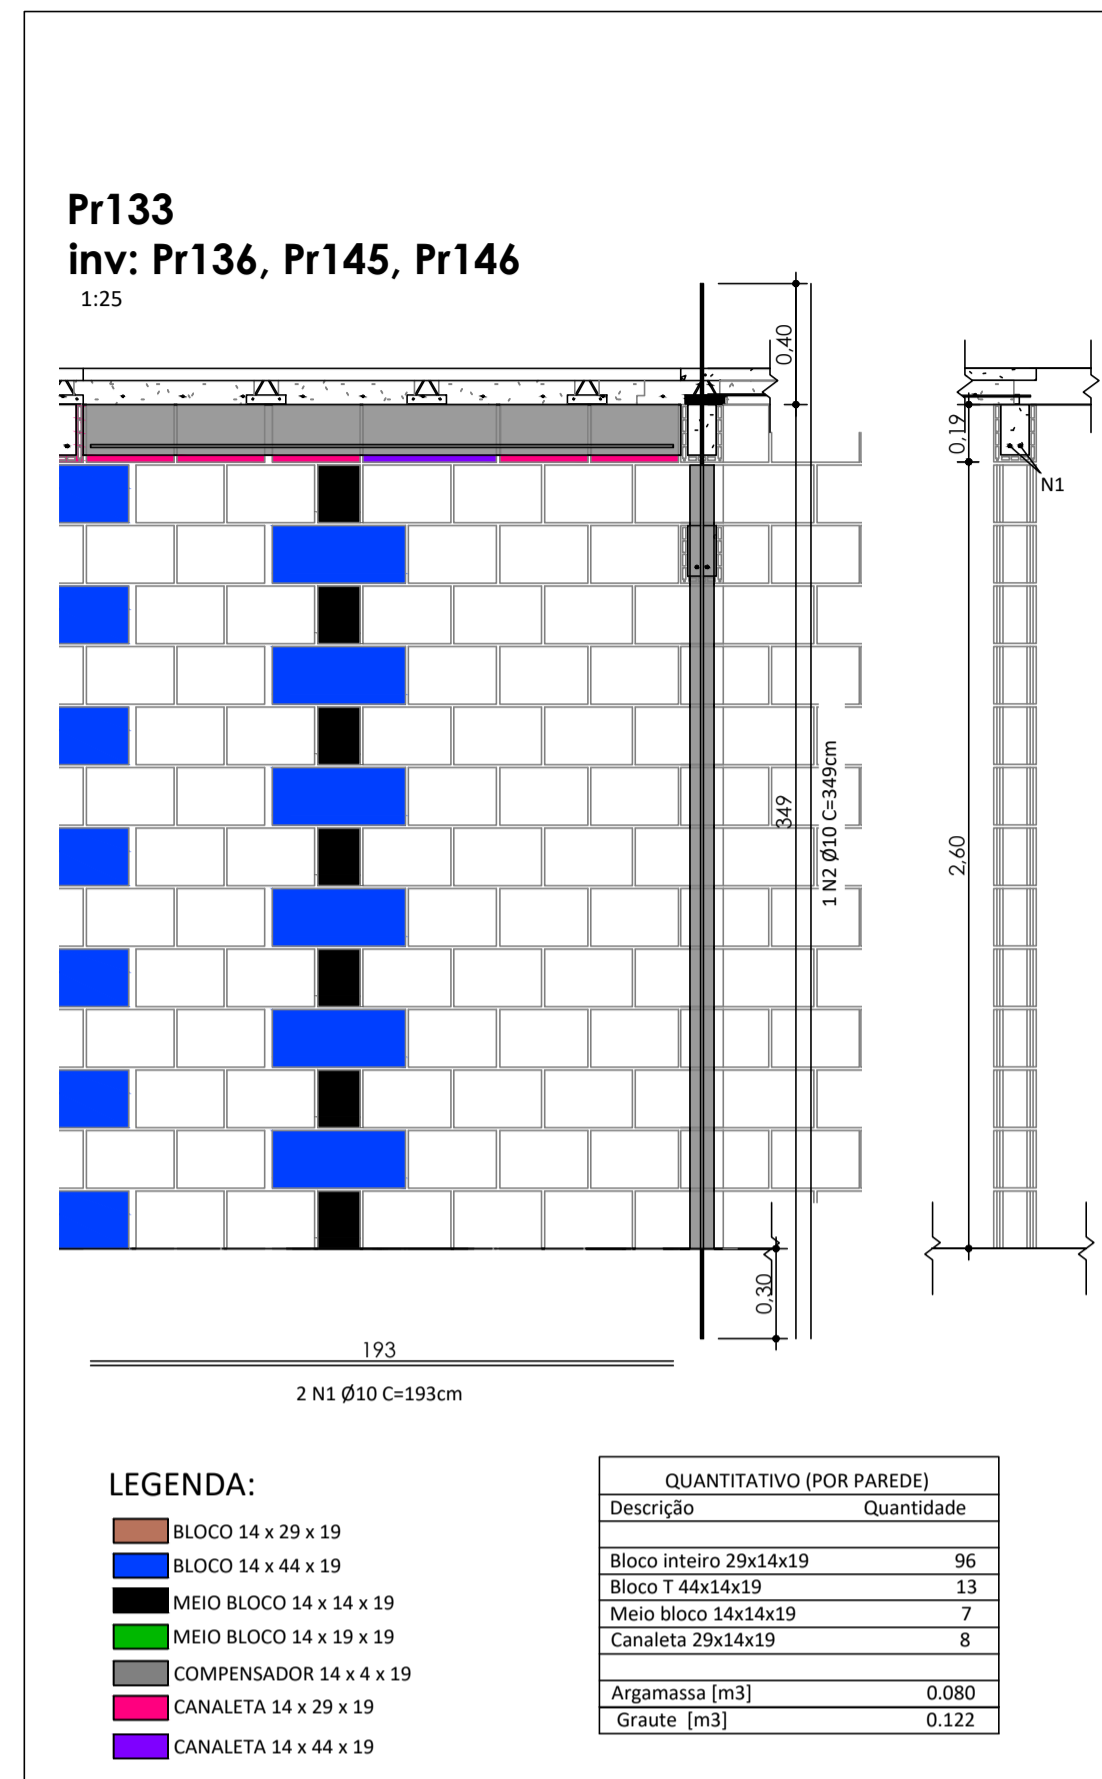 Pr133
inv: Pr136, Pr145, Pr146
1:25
0,40
0,19
N1
349
1 N2 Ø10 C=349cm
2,60
0,30
193
2 N1 Ø10 C=193cm
LEGENDA:
BLOCO 14 x 29 x 19
BLOCO 14 x 44 x 19
MEIO BLOCO 14 x 14 x 19
MEIO BLOCO 14 x 19 x 19
COMPENSADOR 14 x 4 x 19
CANALETA 14 x 29 x 19
CANALETA 14 x 44 x 19
QUANTITATIVO (POR PAREDE)
Descrição Quantidade
Bloco inteiro 29x14x19 96
Bloco T 44x14x19 13
Meio bloco 14x14x19 7
Canaleta 29x14x19 8
Argamassa [m3] 0.080
Graute [m3] 0.122